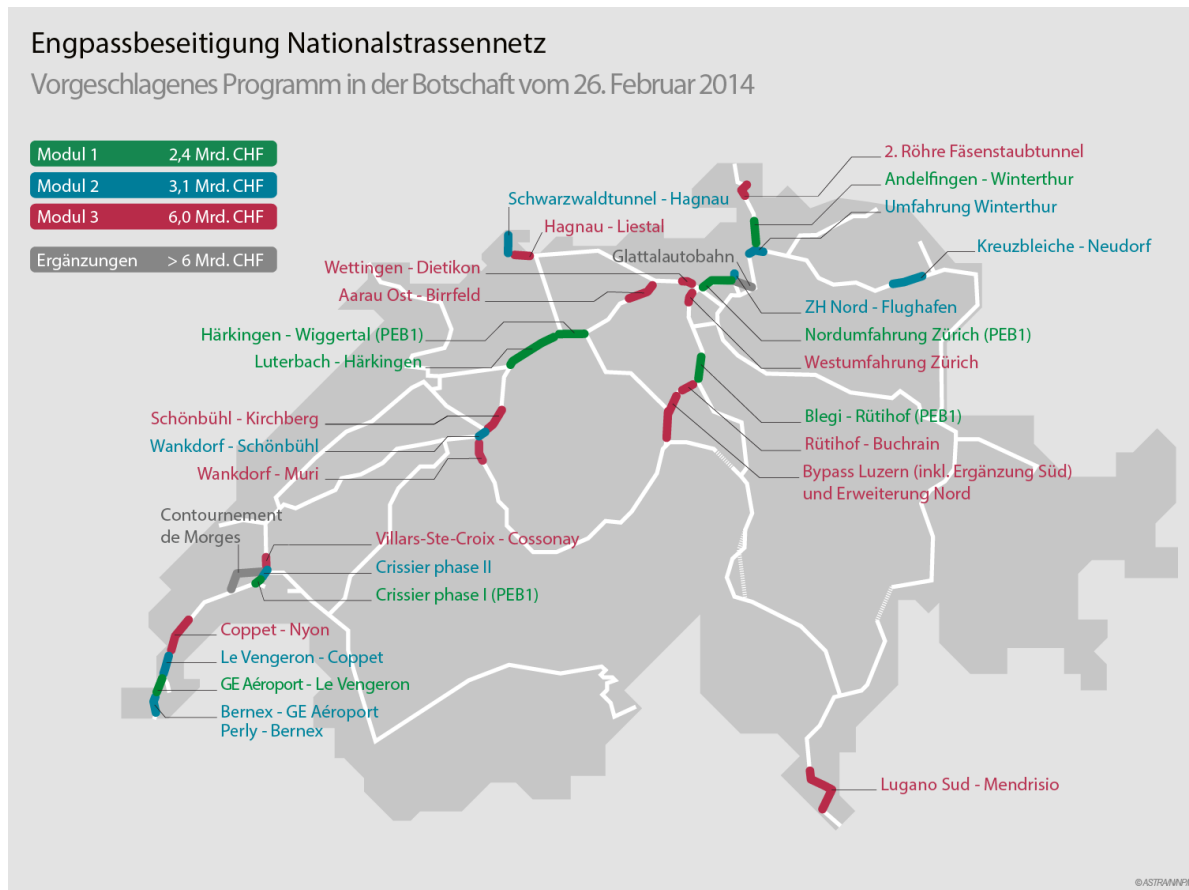 Engpassbeseitigung Nationalstrassennetz
Vorgeschlagenes Programm in der Botschaft vom 26. Februar 2014
Modul 1 2,4 Mrd. CHF
Modul 2 3,1 Mrd. CHF
Modul 3 6,0 Mrd. CHF
Ergänzungen > 6 Mrd. CHF
2. Röhre Fäsenstaubtunnel
Andelfingen - Winterthur
Schwarzwaldtunnel - Hagnau
Umfahrung Winterthur
Hagnau - Liestal
Kreuzbleiche - Neudorf
Glattalautobahn
Wettingen - Dietikon
Aarau Ost - Birrfeld
ZH Nord - Flughafen
Härkingen - Wiggertal (PEB1)
Nordumfahrung Zürich (PEB1)
Luterbach - Härkingen
Westumfahrung Zürich
Schönbühl - Kirchberg
Blegi - Rütihof (PEB1)
Wankdorf - Schönbühl
Rütihof - Buchrain
Wankdorf - Muri
Bypass Luzern (inkl. Ergänzung Süd)
und Erweiterung Nord
Contournement
de Morges
Villars-Ste-Croix - Cossonay
Crissier phase II
Crissier phase I (PEB1)
Coppet - Nyon
Le Vengeron - Coppet
GE Aéroport - Le Vengeron
Bernex - GE Aéroport
Perly - Bernex
Lugano Sud - Mendrisio